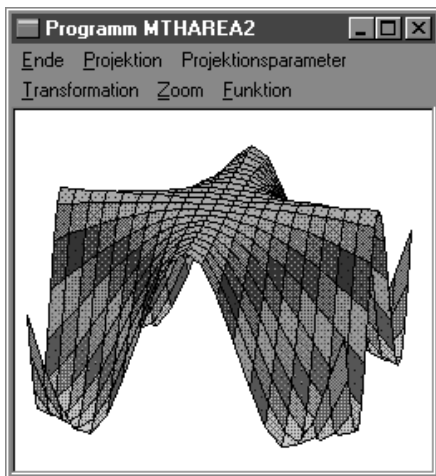 Programm MTHAREA2
Ende Projektion Projektionsparameter
Transformation Zoom Funktion